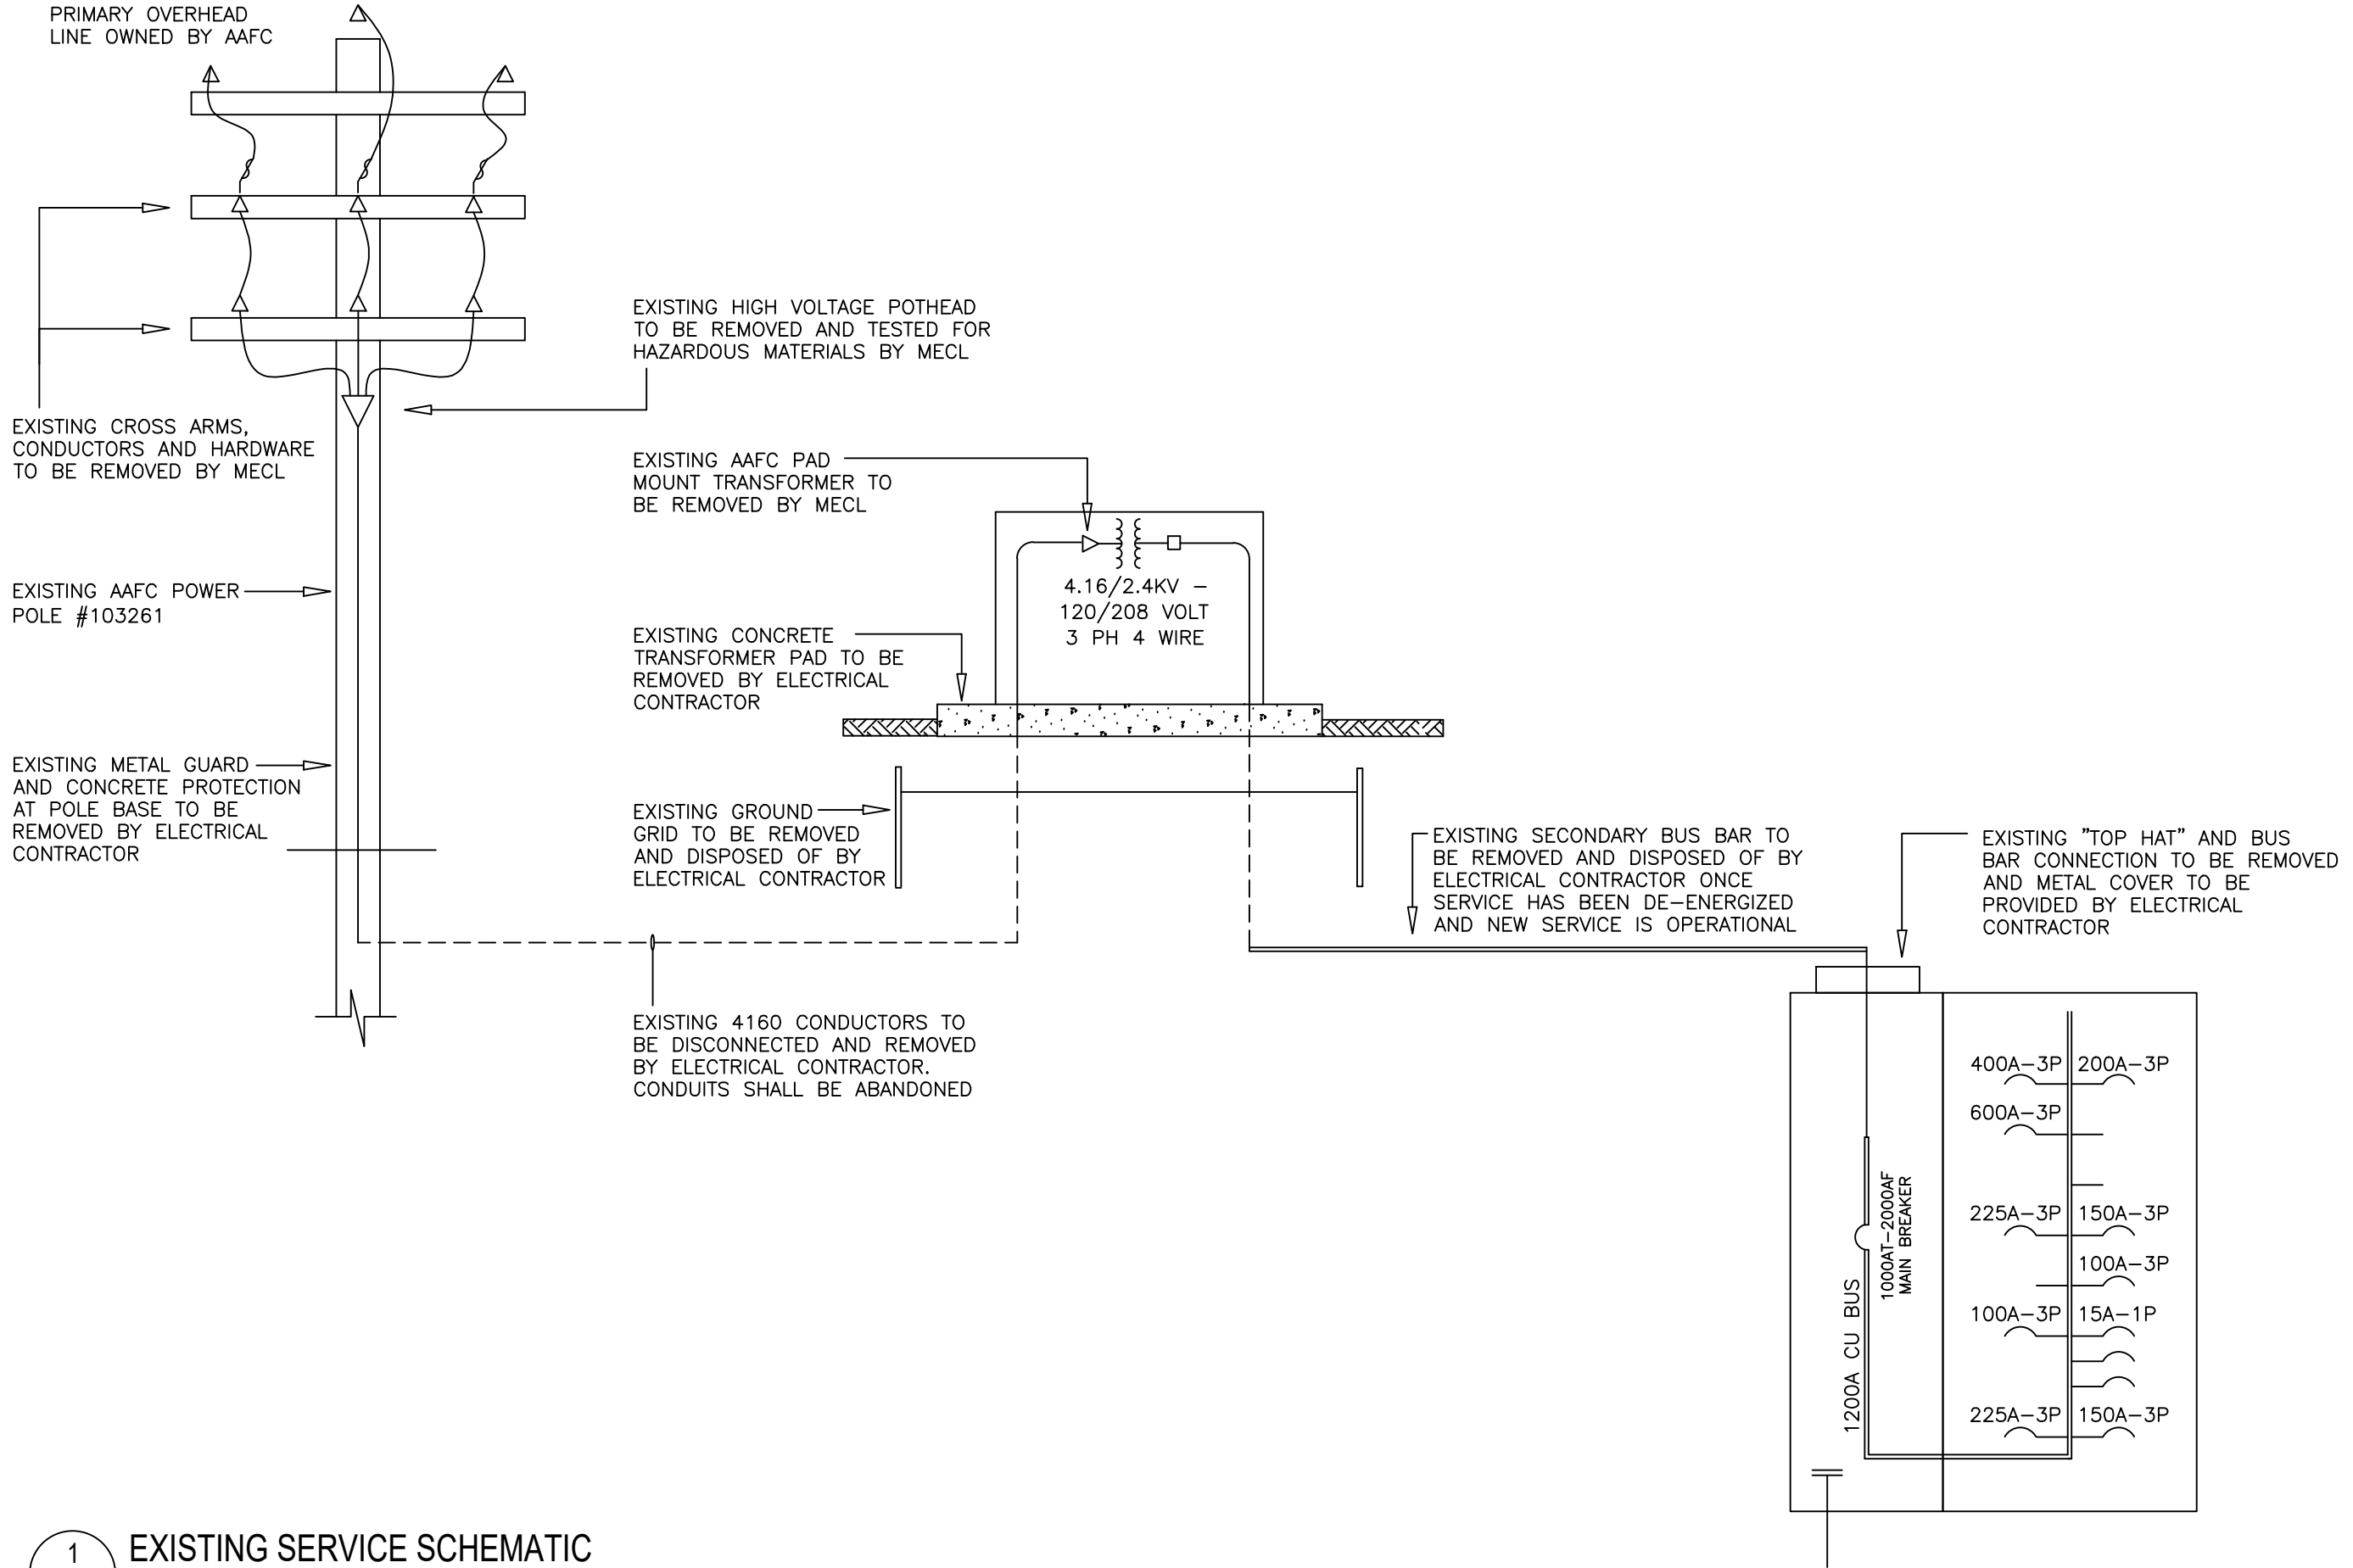 PRIMARY OVERHEAD
LINE OWNED BY AAFC
EXISTING HIGH VOLTAGE POTHEAD
TO BE REMOVED AND TESTED FOR
HAZARDOUS MATERIALS BY MECL
EXISTING CROSS ARMS,
CONDUCTORS AND HARDWARE
TO BE REMOVED BY MECL
EXISTING AAFC PAD
MOUNT TRANSFORMER TO
BE REMOVED BY MECL
EXISTING AAFC POWER
POLE #103261
4.16/2.4KV –
120/208 VOLT
3 PH 4 WIRE
EXISTING CONCRETE
TRANSFORMER PAD TO BE
REMOVED BY ELECTRICAL
CONTRACTOR
EXISTING METAL GUARD
AND CONCRETE PROTECTION
AT POLE BASE TO BE
REMOVED BY ELECTRICAL
CONTRACTOR
EXISTING GROUND
GRID TO BE REMOVED
AND DISPOSED OF BY
ELECTRICAL CONTRACTOR
EXISTING SECONDARY BUS BAR TO
BE REMOVED AND DISPOSED OF BY
ELECTRICAL CONTRACTOR ONCE
SERVICE HAS BEEN DE–ENERGIZED
AND NEW SERVICE IS OPERATIONAL
EXISTING "TOP HAT" AND BUS
BAR CONNECTION TO BE REMOVED
AND METAL COVER TO BE
PROVIDED BY ELECTRICAL
CONTRACTOR
EXISTING 4160 CONDUCTORS TO
BE DISCONNECTED AND REMOVED
BY ELECTRICAL CONTRACTOR.
CONDUITS SHALL BE ABANDONED
1200A CU BUS
1000AT–2000AF
MAIN BREAKER
400A–3P 200A–3P
600A–3P
225A–3P 150A–3P
100A–3P
100A–3P 15A–1P
225A–3P 150A–3P
1 EXISTING SERVICE SCHEMATIC